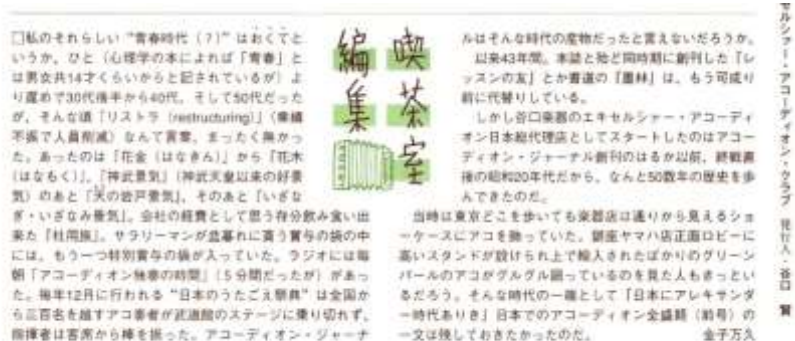 □私のそれらしい“青春時代（？）”はおくてと
いうか、ひと（心理学の本によれば「青春」と
は男女共14才くらいからと記されているが）よ
り遅めで30代後半から40代、そして50代だった
が、そんな頃「リストラ（restructuring）」（業績
不振で人員削減）なんて言葉、まったく無かっ
た。あったのは「花金（はなきん）」から「花木
（はなもく）」、「神武景気」（神武天皇以来の好景
気）のあと「天の岩戸景気」、そのあと「いざな
ぎ・いざなみ景気」。会社の経費として思う存分飲み食い出
来た「社用族」。サラリーマンが盆暮れに貰う賞与の袋の中
には、もう一つ特別賞与の袋が入っていた。ラジオには毎
朝「アコーディオン独奏の時間」（５分間だったが）があっ
た。毎年12月に行われる“日本のうたごえ祭典”は全国か
ら三百名を越すアコ奏者が武道館のステージに乗り切れず、
指揮者は客席から棒を振った。アコーディオン・ジャーナ
喫茶室
編集
ルはそんな時代の産物だったと言えないだろうか。
以来43年間。本誌と殆ど同時期に創刊した「レ
ッスンの友」とか書道の「墨林」は、もう可成り
前に代替りしている。
しかし谷口楽器のエキセルシャー・アコーディ
オン日本総代理店としてスタートしたのはアコー
ディオン・ジャーナル創刊のはるか以前、終戦直
後の昭和20年代だから、なんと50数年の歴史を歩
んできたのだ。
当時は東京どこを歩いても楽器店は通りから見えるショ
ーケースにアコを飾っていた。銀座ヤマハ店正面ロビーに
高いスタンドが設けられ上で輸入されたばかりのグリーン
パールのアコがグルグル廻っているのを見た人もきっとい
るだろう。そんな時代の一端として「日本にアレキサンダ
ー時代ありき」日本でのアコーディオン全盛期（前号）の
一文は残しておきたかったのだ。
金子万久
マルシァー・アコーディオン・クラブ　発行人・谷口　賢